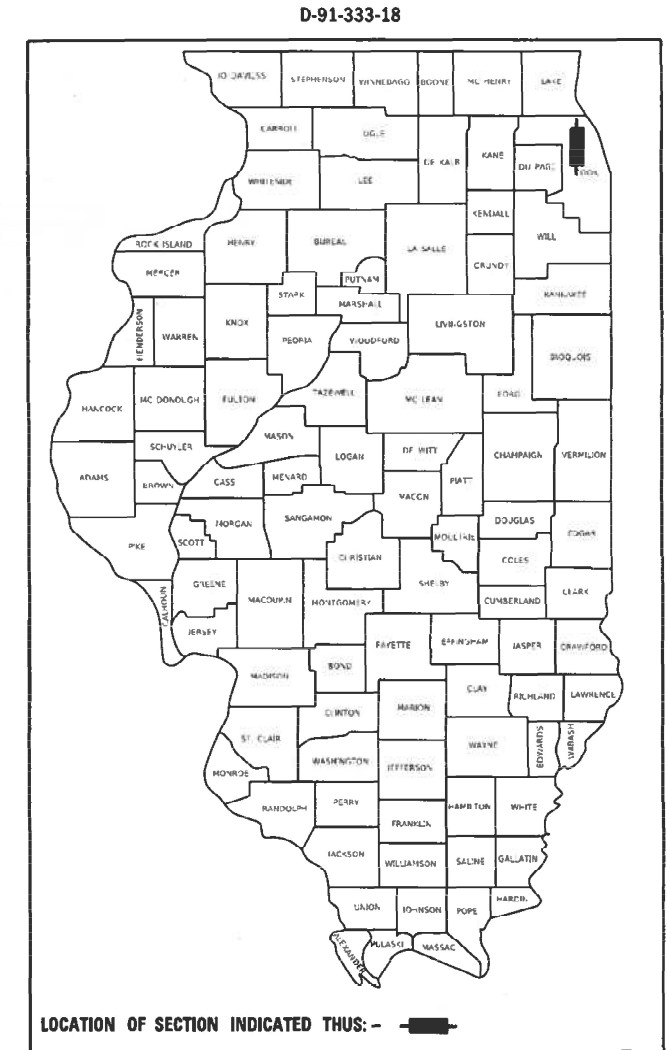 D-91-333-18
JO DAVIESS STEPHENSON WINNEBAGO BOONE MC HENRY LAKE
CARROLL OGLE DE KALB KANE DU PAGE COOK
WHITESIDE LEE
KENDALL WILL
ROCK ISLAND HENRY BUREAU LA SALLE GRUNDY
MERCER PUTNAM KANKAKEE
STARK MARSHALL
HENDERSON WARREN KNOX PEORIA WOODFORD LIVINGSTON IROQUOIS
HANCOCK MC DONOUGH FULTON TAZEWELL MC LEAN FORD
MASON
SCHUYLER LOGAN DE WITT CHAMPAIGN VERMILION
ADAMS BROWN CASS MENARD MACON PIATT
PIKE SCOTT MORGAN SANGAMON MOULTRIE DOUGLAS EDGAR
CHRISTIAN COLES
GREENE SHELBY
CALHOUN MACOUPIN MONTGOMERY CUMBERLAND CLARK
JERSEY FAYETTE EFFINGHAM JASPER CRAWFORD
MADISON BOND
CLAY RICHLAND LAWRENCE
CLINTON MARION
ST. CLAIR WAYNE EDWARDS WABASH
WASHINGTON JEFFERSON
MONROE
RANDOLPH PERRY HAMILTON WHITE
FRANKLIN
JACKSON WILLIAMSON SALINE GALLATIN
UNION JOHNSON POPE HARDIN
ALEXANDER PULASKI MASSAC
LOCATION OF SECTION INDICATED THUS: -